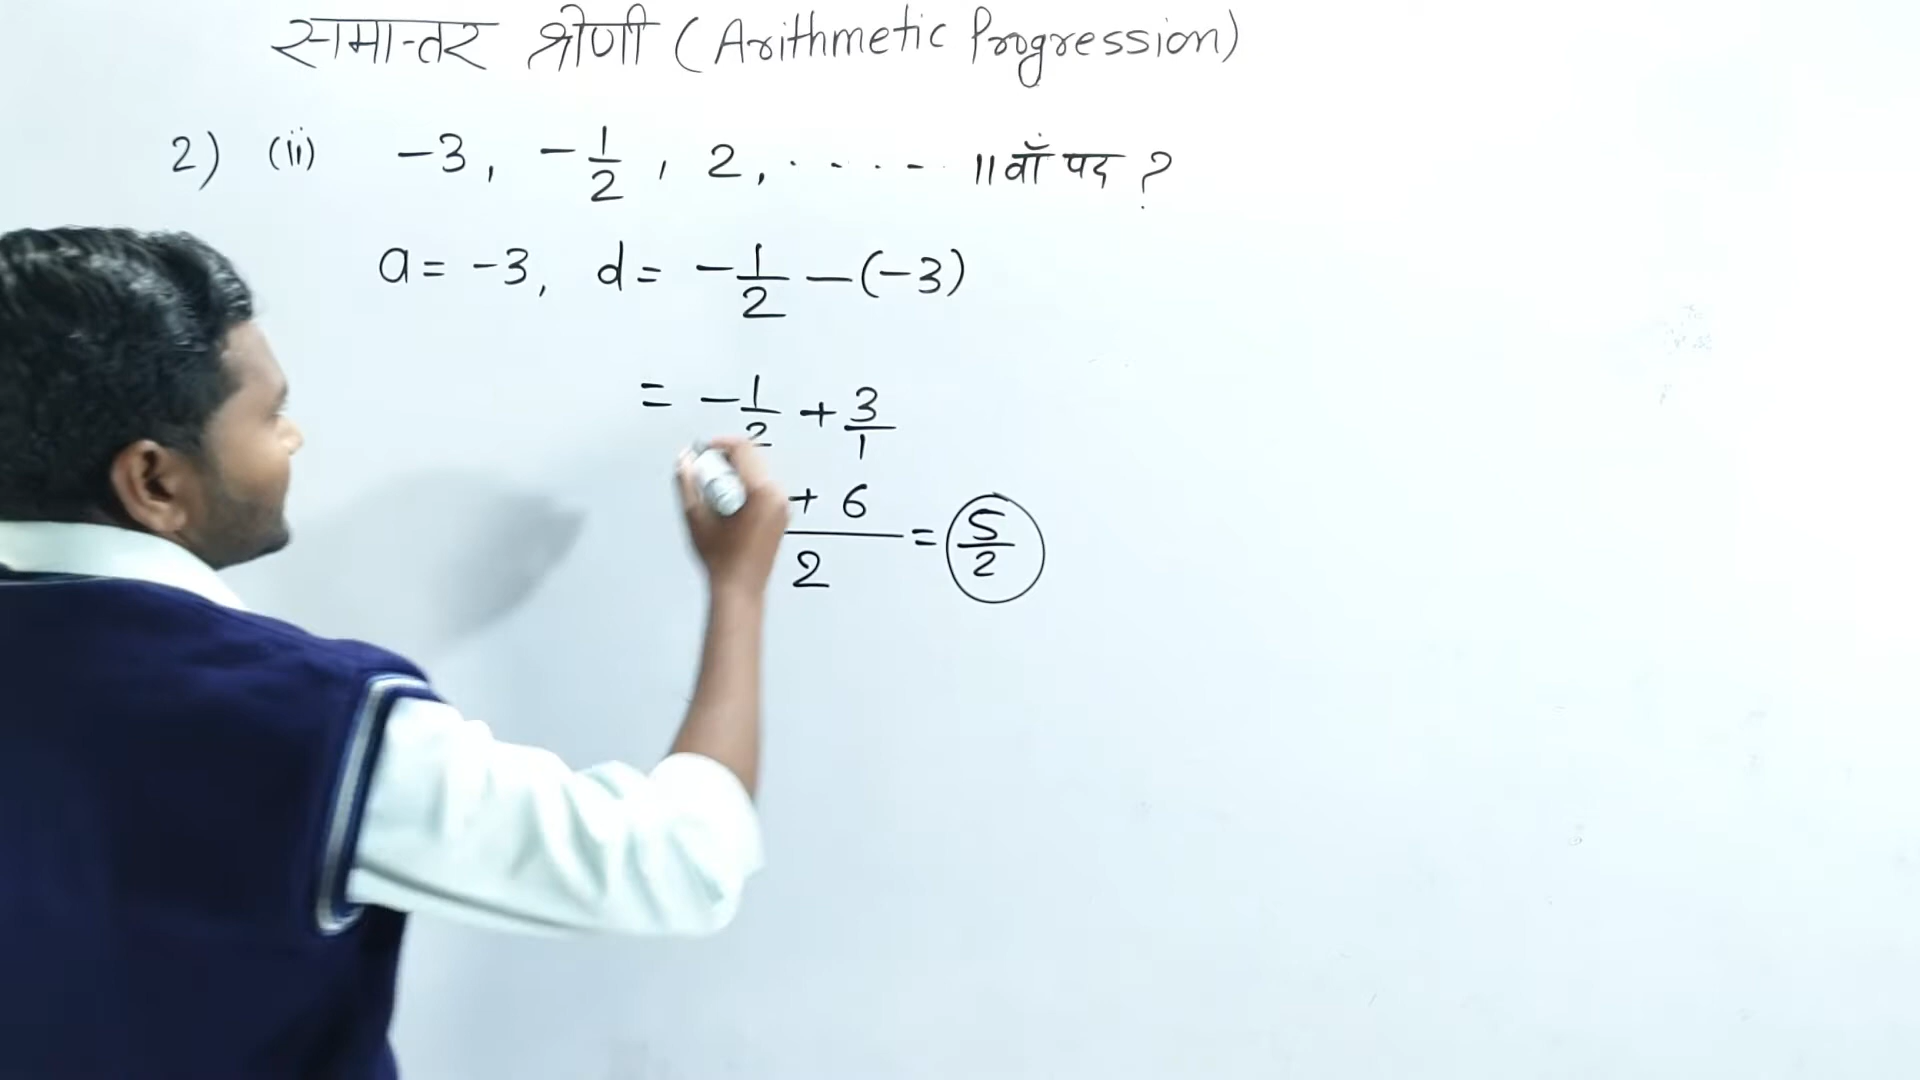 समान्तर श्रेणी (Arithmetic Progression)
2) (ii) -3, -1/2, 2, ..... 11वाँ पद ?
a = -3, d = -1/2 - (-3)
= -1/2 + 3/1
+ 6 / 2 = 5/2